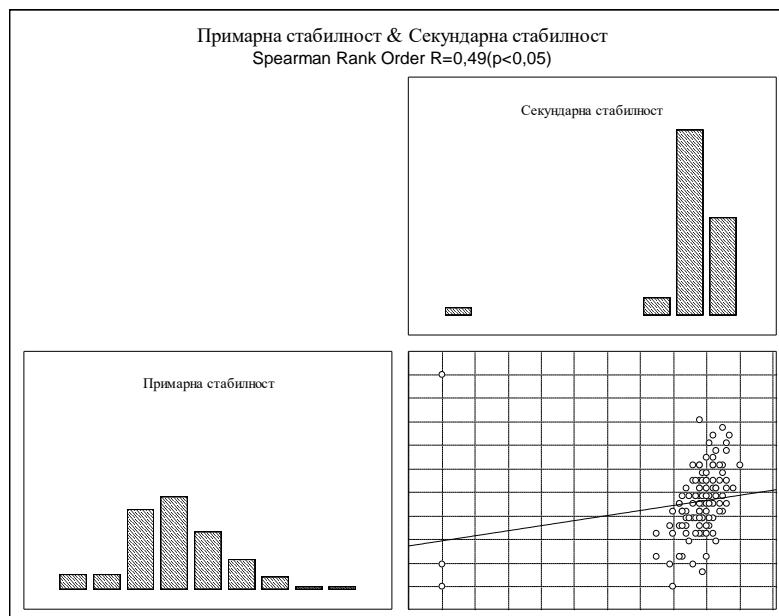 Примарна стабилност & Секундарна стабилност
Spearman Rank Order R=0,49(p<0,05)
Секундарна стабилност
Примарна стабилност